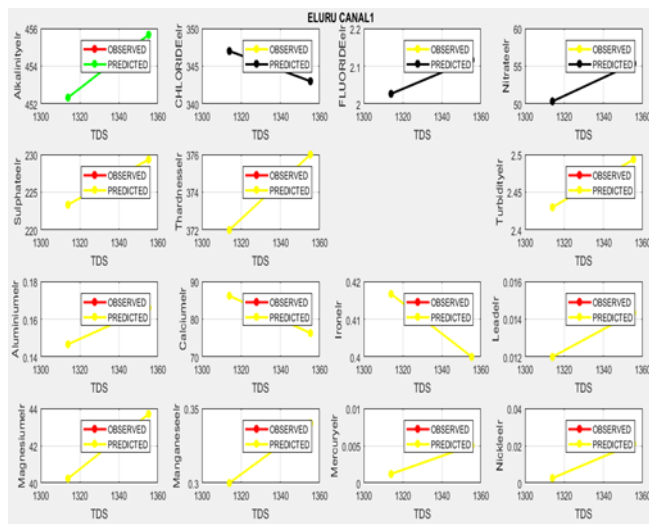 ELURU CANAL1
Alkalinityelr
456
454
452
OBSERVED
PREDICTED
1300 1320 1340 1360
TDS
CHLORIDEelr
350
345
340
OBSERVED
PREDICTED
1300 1320 1340 1360
TDS
FLUORIDEelr
2.2
2.1
2
OBSERVED
PREDICTED
1300 1320 1340 1360
TDS
Nitrateelr
60
55
50
OBSERVED
PREDICTED
1300 1320 1340 1360
TDS
Sulphateelr
230
225
220
OBSERVED
PREDICTED
1300 1320 1340 1360
TDS
Thardnesselr
376
374
372
OBSERVED
PREDICTED
1300 1320 1340 1360
TDS
Turbidityelr
2.5
2.45
2.4
OBSERVED
PREDICTED
1300 1320 1340 1360
TDS
Aluminiumelr
0.18
0.16
0.14
OBSERVED
PREDICTED
1300 1320 1340 1360
TDS
Calciumelr
90
80
70
OBSERVED
PREDICTED
1300 1320 1340 1360
TDS
Ironelr
0.42
0.41
0.4
OBSERVED
PREDICTED
1300 1320 1340 1360
TDS
Leadelr
0.016
0.014
0.012
OBSERVED
PREDICTED
1300 1320 1340 1360
TDS
Magnesiumelr
44
42
40
OBSERVED
PREDICTED
1300 1320 1340 1360
TDS
Manganeseelr
0.35
0.3
OBSERVED
PREDICTED
1300 1320 1340 1360
TDS
Mercuryelr
0.01
0.005
0
OBSERVED
PREDICTED
1300 1320 1340 1360
TDS
Nickleelr
0.04
0.02
0
OBSERVED
PREDICTED
1300 1320 1340 1360
TDS